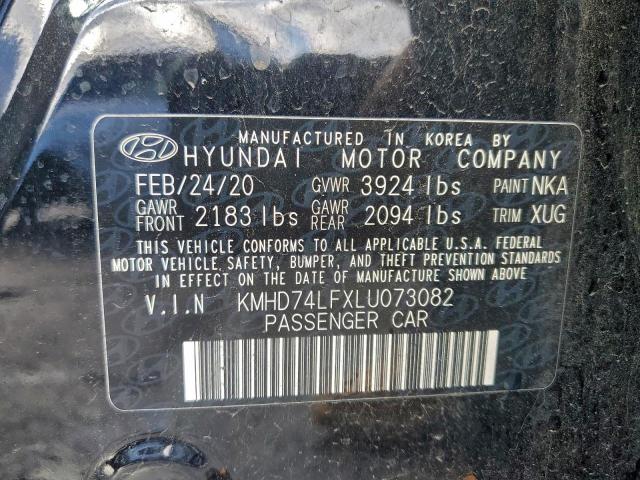 MANUFACTURED IN KOREA BY
HYUNDAI MOTOR COMPANY
FEB/24/20 GVWR 3924 lbs PAINT NKA
GAWR FRONT 2183 lbs GAWR REAR 2094 lbs TRIM XUG
THIS VEHICLE CONFORMS TO ALL APPLICABLE U.S.A. FEDERAL
MOTOR VEHICLE SAFETY, BUMPER, AND THEFT PREVENTION STANDARDS
IN EFFECT ON THE DATE OF MANUFACTURE SHOWN ABOVE
V.I.N KMHD74LFXLU073082
PASSENGER CAR